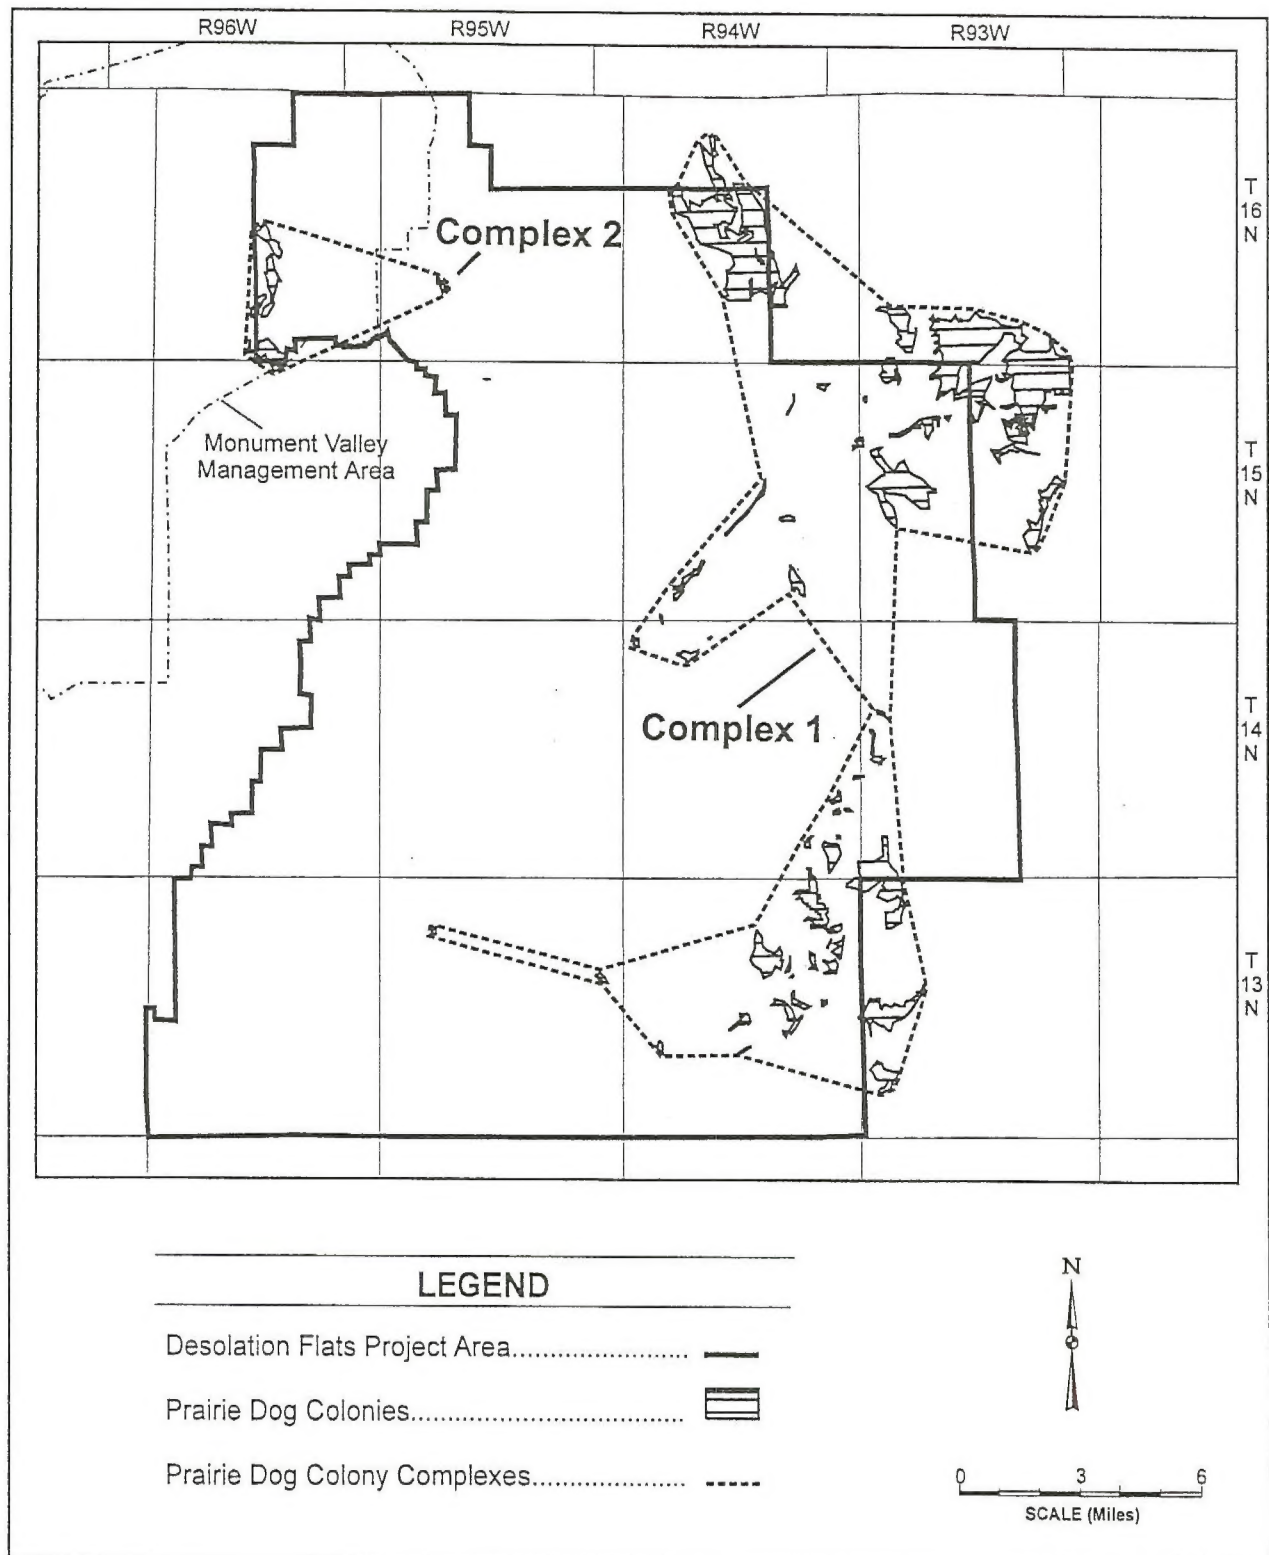 R96W R95W R94W R93W
T
16
N
Complex 2
Monument Valley
Management Area
T
15
N
Complex 1
T
14
N
T
13
N
LEGEND
Desolation Flats Project Area
Prairie Dog Colonies
Prairie Dog Colony Complexes
N
0 3 6
SCALE (Miles)